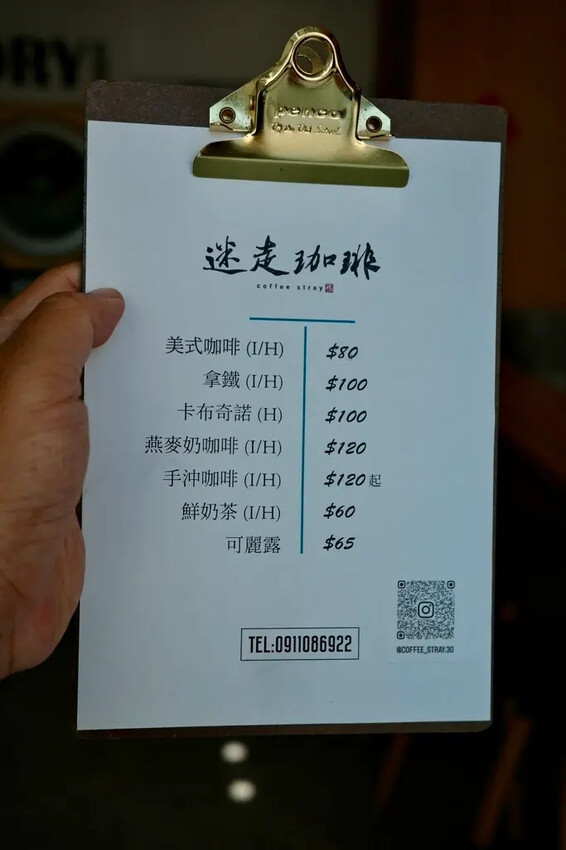 ORY
penco
迷走珈琲
coffee stray
美式咖啡 (I/H) $80
拿鐵 (I/H) $100
卡布奇諾 (H) $100
燕麥奶咖啡 (I/H) $120
手沖咖啡 (I/H) $120起
鮮奶茶 (I/H) $60
可麗露 $65
TEL:0911086922
@COFFEE_STRAY.30